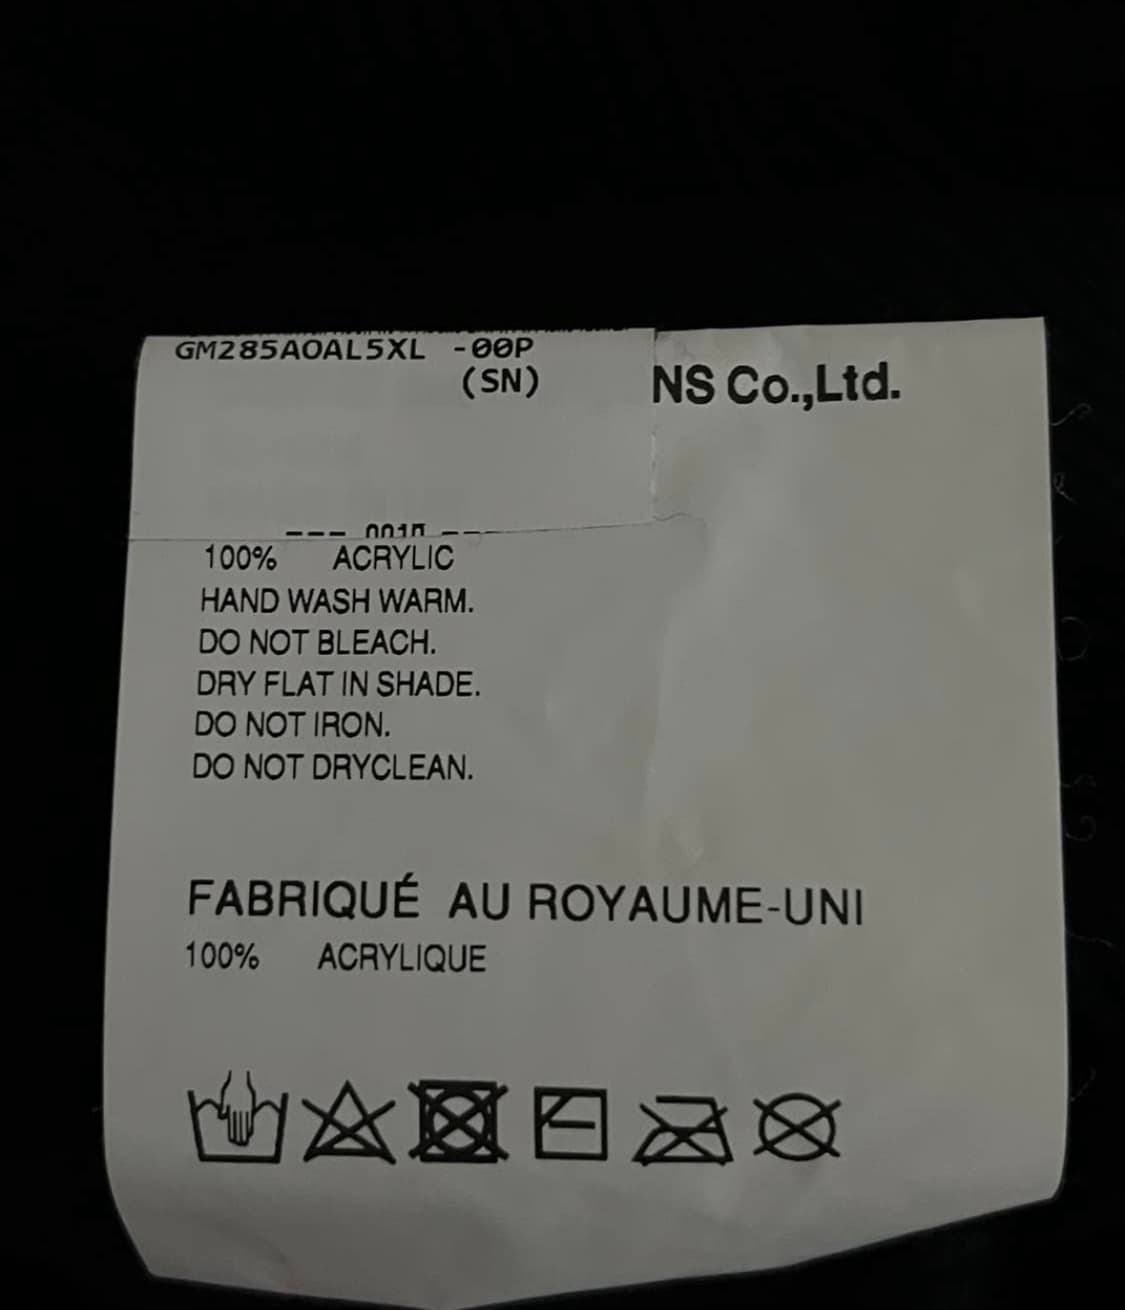 GM285AOAL5XL -00P
(SN)
NS Co.,Ltd.
100% ACRYLIC
HAND WASH WARM.
DO NOT BLEACH.
DRY FLAT IN SHADE.
DO NOT IRON.
DO NOT DRYCLEAN.
FABRIQUÉ AU ROYAUME-UNI
100% ACRYLIQUE